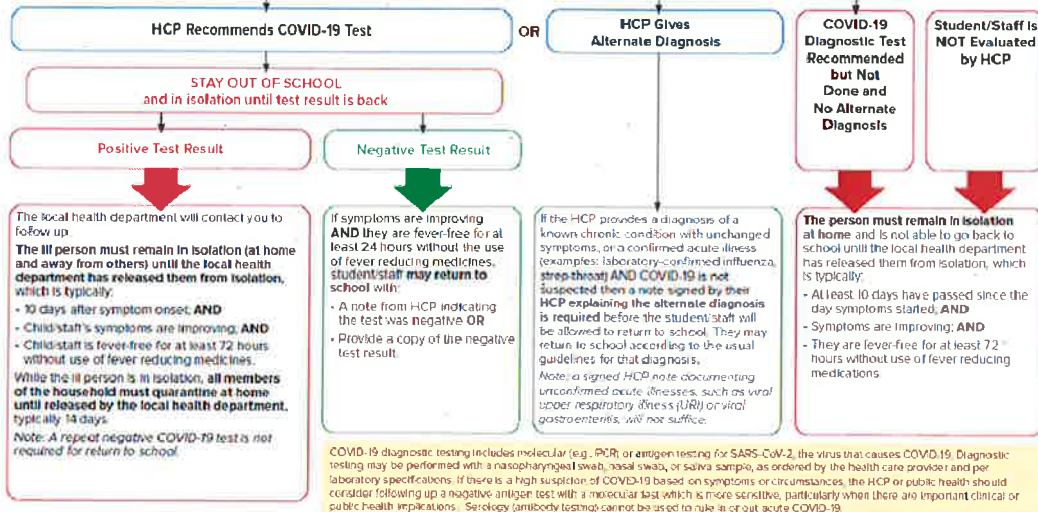 HCP Recommends COVID-19 Test
OR
HCP Gives
Alternate Diagnosis
COVID-19
Diagnostic Test
Recommended
but Not
Done and
No Alternate
Diagnosis
Student/Staff is
NOT Evaluated
by HCP
STAY OUT OF SCHOOL
and in isolation until test result is back
Positive Test Result
Negative Test Result
The local health department will contact you to
follow up.
The ill person must remain in isolation (at home
and away from others) until the local health
department has released them from isolation,
which is typically:
- 10 days after symptom onset; AND
- Child/staff's symptoms are improving; AND
- Child/staff is fever-free for at least 72 hours
without use of fever reducing medicines.
While the ill person is in isolation, all members
of the household must quarantine at home
until released by the local health department,
typically 14 days.
Note: A repeat negative COVID-19 test is not
required for return to school.
If symptoms are improving
AND they are fever-free for at
least 24 hours without the use
of fever reducing medicines,
student/staff may return to
school with:
- A note from HCP indicating
the test was negative OR
- Provide a copy of the negative
test result.
If the HCP provides a diagnosis of a
known chronic condition with unchanged
symptoms, or a confirmed acute illness
(examples: laboratory-confirmed influenza,
strep-throat) AND COVID-19 is not
suspected then a note signed by their
HCP explaining the alternate diagnosis
is required before the student/staff will
be allowed to return to school. They may
return to school according to the usual
guidelines for that diagnosis.
Note: a signed HCP note documenting
unconfirmed acute illnesses, such as viral
upper respiratory illness (URI) or viral
gastroenteritis, will not suffice.
The person must remain in isolation
at home and is not able to go back to
school until the local health department
has released them from isolation, which
is typically:
- At least 10 days have passed since the
day symptoms started; AND
- Symptoms are improving; AND
- They are fever-free for at least 72
hours without use of fever reducing
medications.
COVID-19 diagnostic testing includes molecular (e.g., PCR) or antigen testing for SARS-CoV-2, the virus that causes COVID-19. Diagnostic
testing may be performed with a nasopharyngeal swab, nasal swab, or saliva sample, as ordered by the health care provider and per
laboratory specifications. If there is a high suspicion of COVID-19 based on symptoms or circumstances, the HCP or public health should
consider following up a negative antigen test with a molecular test which is more sensitive, particularly when there are important clinical or
public health implications. Serology (antibody testing) cannot be used to rule in or out acute COVID-19.